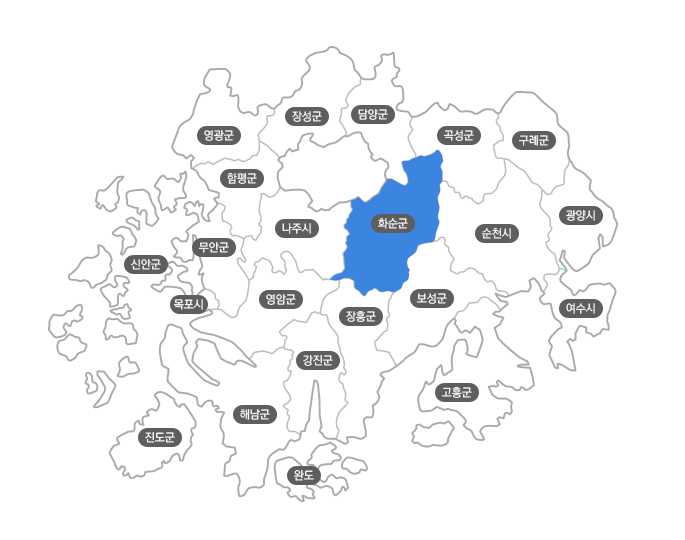 장성군
담양군
영광군
곡성군
구례군
함평군
광양시
화순군
나주시
순천시
무안군
신안군
영암군
보성군
목포시
여수시
장흥군
강진군
고흥군
해남군
진도군
완도